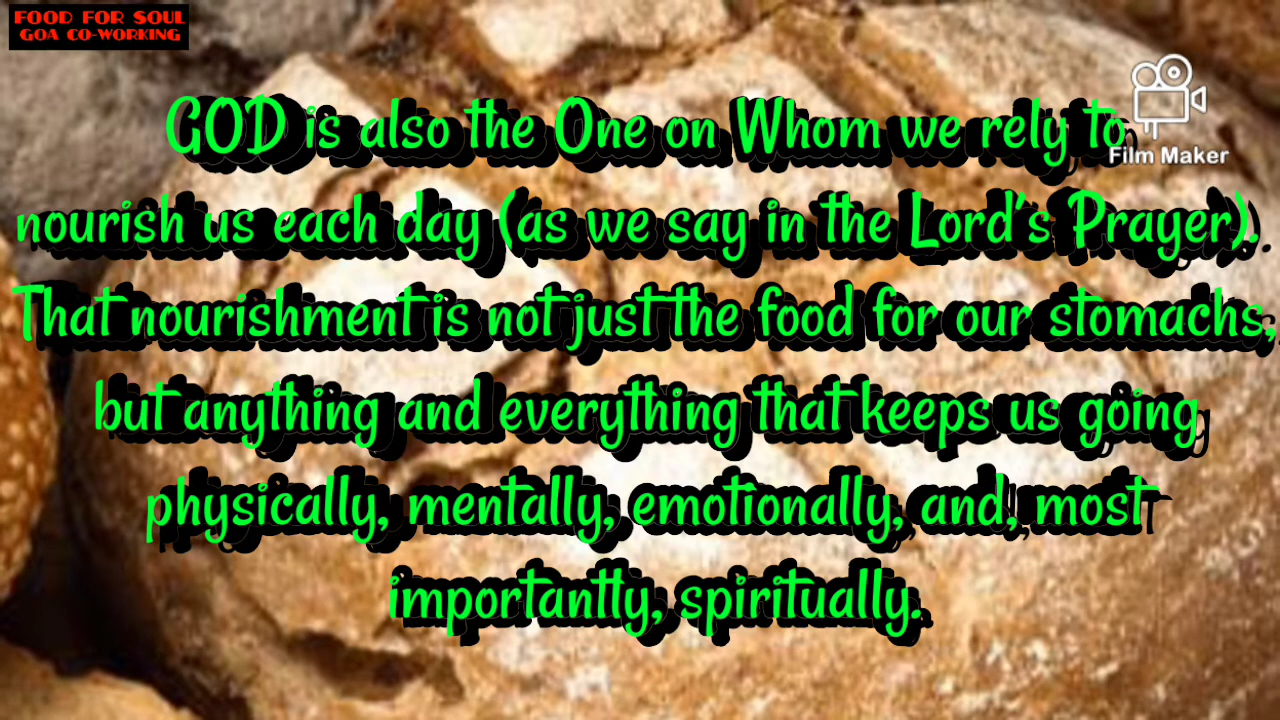 FOOD FOR SOUL
GOA CO-WORKING
GOD is also the One on Whom we rely to
Film Maker
nourish us each day (as we say in the Lord's Prayer).
That nourishment is not just the food for our stomachs,
but anything and everything that keeps us going
physically, mentally, emotionally, and, most
importantly, spiritually.